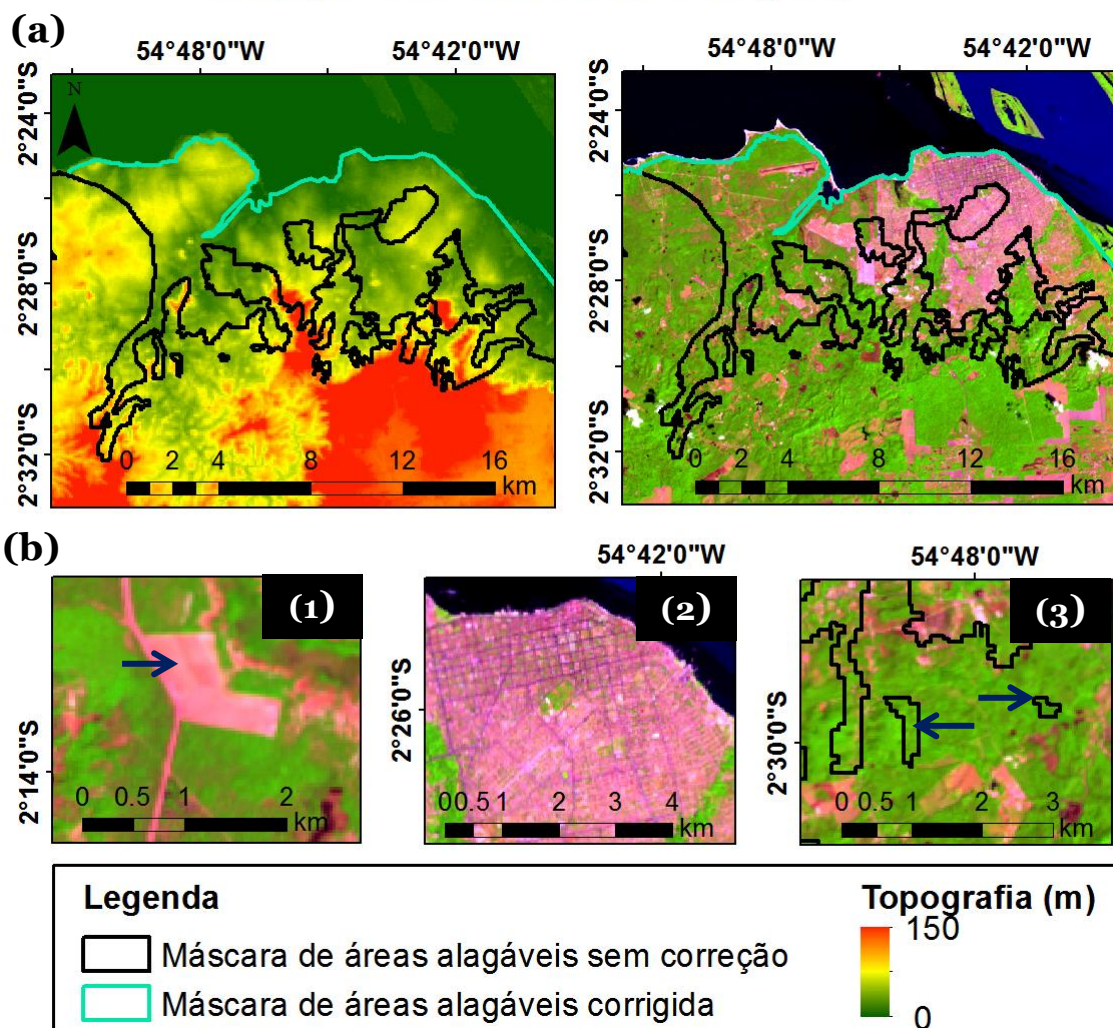 (a)
54°48'0"W 54°42'0"W 54°48'0"W 54°42'0"W
N
2°24'0"S
2°28'0"S
2°32'0"S
0 2 4 8 12 16
km
2°24'0"S
2°28'0"S
2°32'0"S
0 2 4 8 12 16
km
(b)
(1)
2°14'0"S
0 0.5 1 2
km
54°42'0"W
(2)
2°26'0"S
0 0.5 1 2 3 4
km
54°48'0"W
(3)
2°30'0"S
0 0.5 1 2 3
km
Legenda
Máscara de áreas alagáveis sem correção
Máscara de áreas alagáveis corrigida
Topografia (m)
150
0